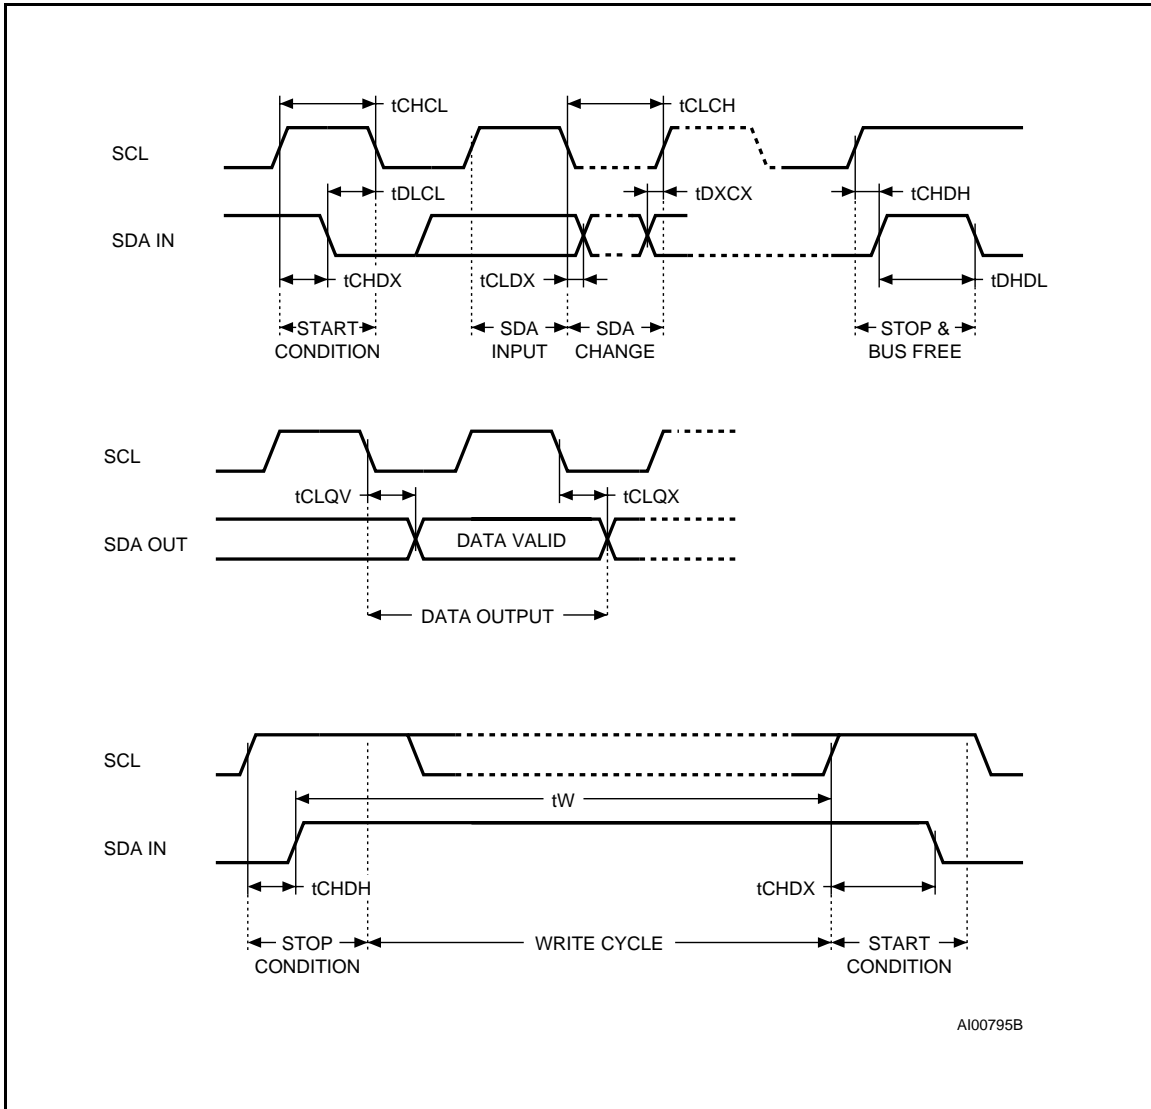 tCHCL
tCLCH
SCL
tDLCL
tDXCX
tCHDH
SDA IN
tCHDX
tCLDX
tDHDL
START
CONDITION
SDA
INPUT
SDA
CHANGE
STOP &
BUS FREE
SCL
tCLQV
tCLQX
SDA OUT
DATA VALID
DATA OUTPUT
SCL
tW
SDA IN
tCHDH
tCHDX
STOP
CONDITION
WRITE CYCLE
START
CONDITION
AI00795B